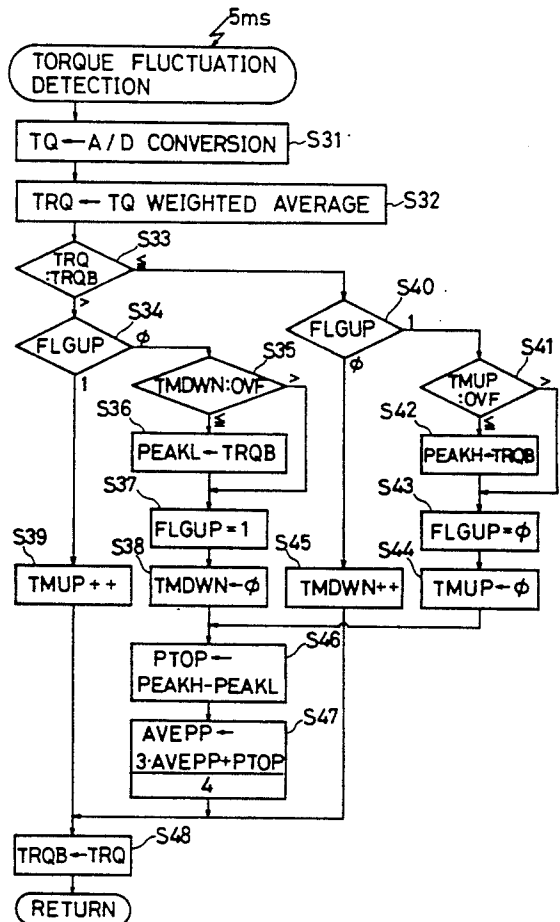 5ms
TORQUE FLUCTUATION
DETECTION
TQ←A/D CONVERSION
S31
TRQ← TQ WEIGHTED AVERAGE
S32
S33
TRQ
:TRQB
≦
>
S34
FLGUP
φ
1
S35
TMDWN:OVF
>
≦
S36
PEAKL←TRQB
S37
FLGUP=1
S38
TMDWN←φ
S39
TMUP++
S40
FLGUP
1
φ
S41
TMUP
:OVF
>
≦
S42
PEAKH←TRQB
S43
FLGUP=φ
S44
TMUP←φ
S45
TMDWN++
S46
PTOP←
PEAKH-PEAKL
S47
AVEPP←
3·AVEPP+PTOP
4
S48
TRQB←TRQ
RETURN